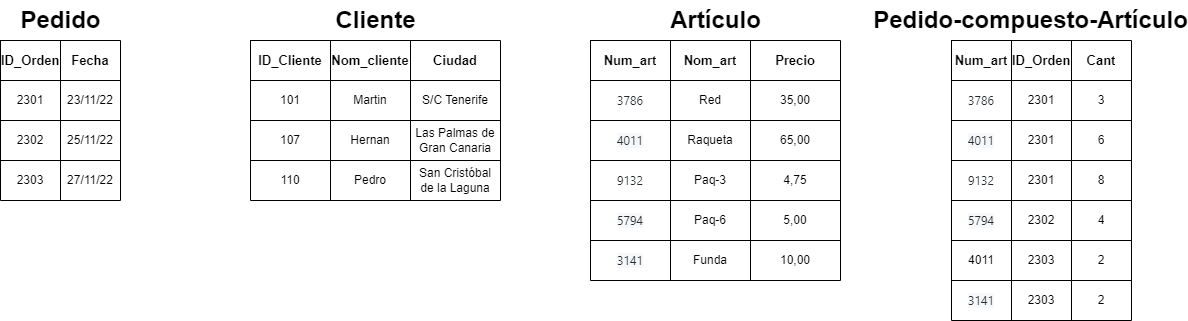 Pedido
ID_Orden Fecha
2301 23/11/22
2302 25/11/22
2303 27/11/22
Cliente
ID_Cliente Nom_cliente Ciudad
101 Martin S/C Tenerife
107 Hernan Las Palmas de
Gran Canaria
110 Pedro San Cristóbal
de la Laguna
Artículo
Num_art Nom_art Precio
3786 Red 35,00
4011 Raqueta 65,00
9132 Paq-3 4,75
5794 Paq-6 5,00
3141 Funda 10,00
Pedido-compuesto-Artículo
Num_art ID_Orden Cant
3786 2301 3
4011 2301 6
9132 2301 8
5794 2302 4
4011 2303 2
3141 2303 2